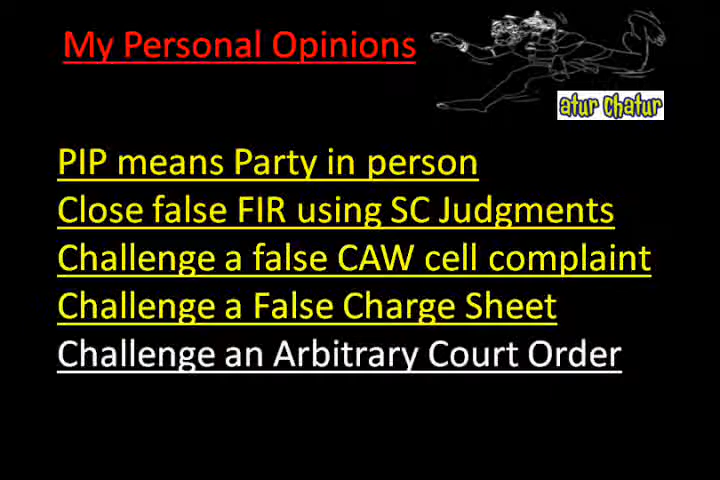 My Personal Opinions
atur chatur
PIP means Party in person
Close false FIR using SC Judgments
Challenge a false CAW cell complaint
Challenge a False Charge Sheet
Challenge an Arbitrary Court Order